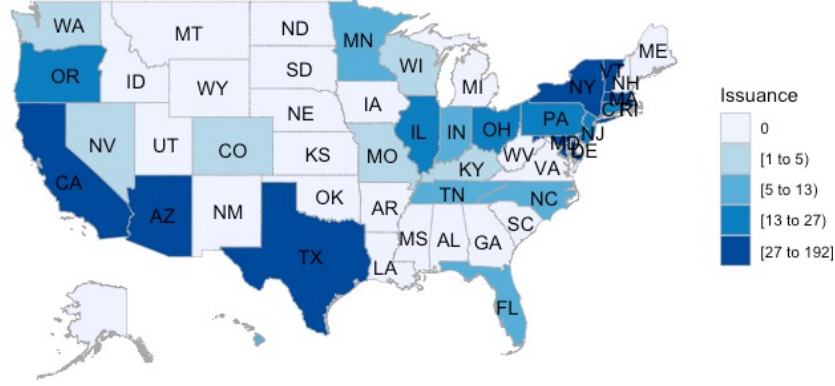 WA
MT
ND
MN
ME
VT
NH
OR
ID
SD
WI
MI
NY
MA
WY
IA
RI
NE
PA
NJ
NV
UT
CO
KS
MO
IL
IN
OH
MD
DE
WV
VA
KY
CA
AZ
NM
OK
AR
TN
NC
SC
TX
LA
MS
AL
GA
FL
Issuance
0
[1 to 5)
[5 to 13)
[13 to 27)
[27 to 192]